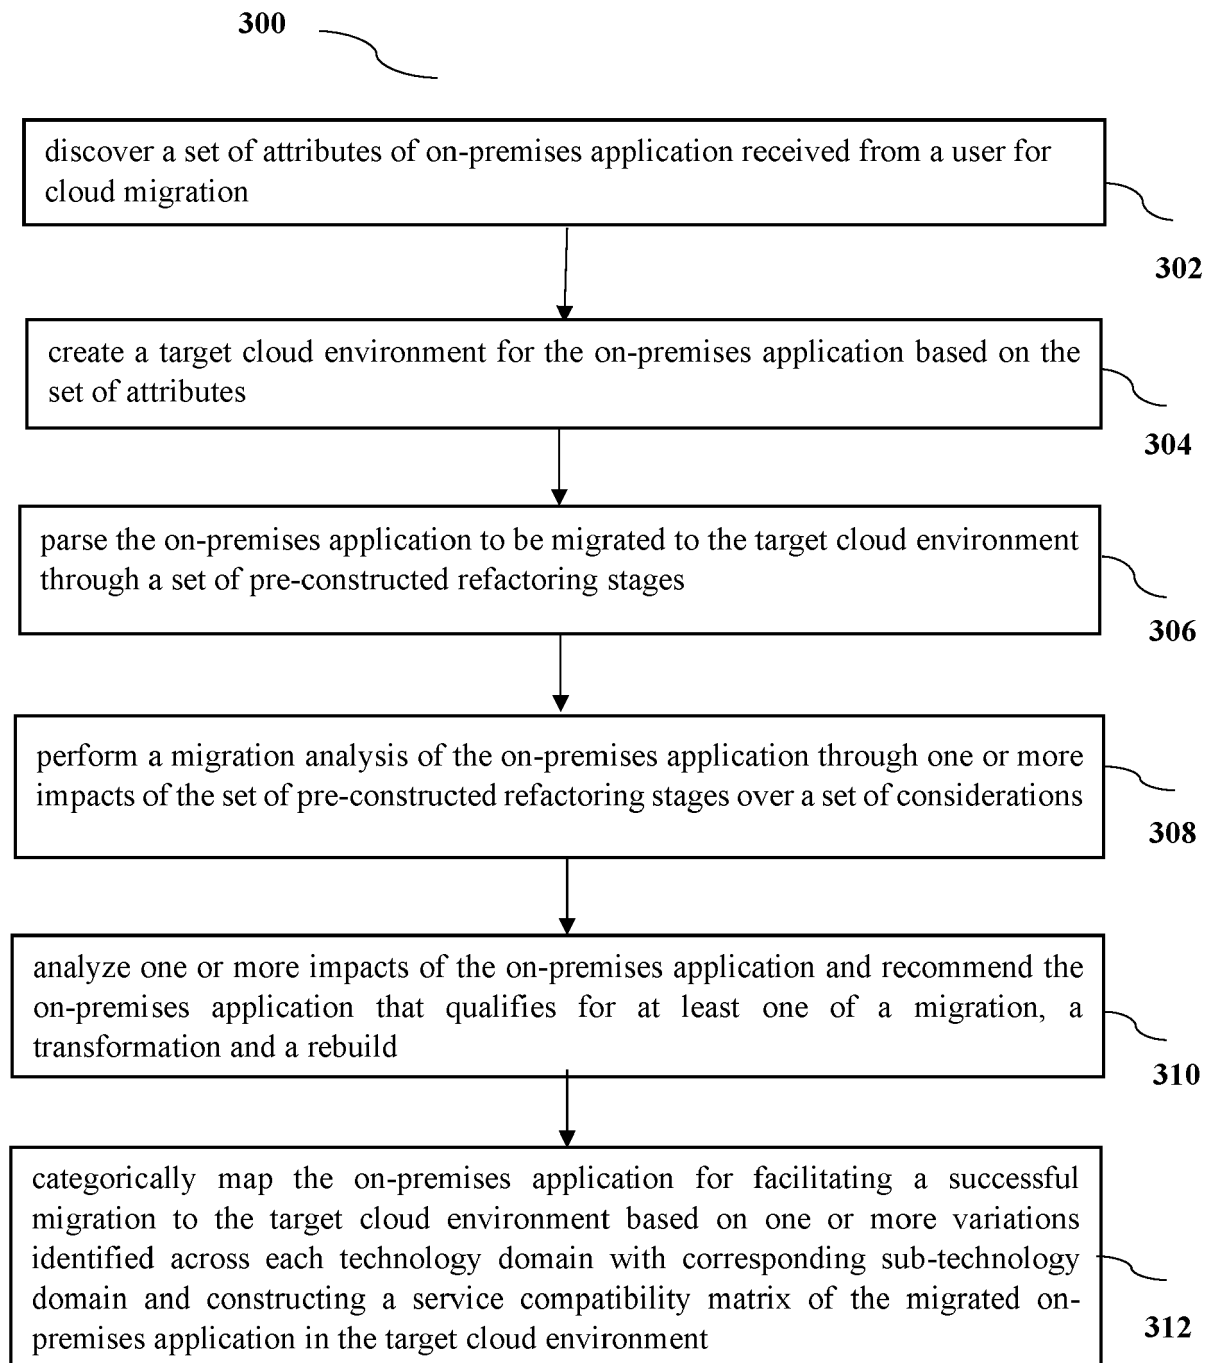 300
discover a set of attributes of on-premises application received from a user for
cloud migration
302
create a target cloud environment for the on-premises application based on the
set of attributes
304
parse the on-premises application to be migrated to the target cloud environment
through a set of pre-constructed refactoring stages
306
perform a migration analysis of the on-premises application through one or more
impacts of the set of pre-constructed refactoring stages over a set of considerations
308
analyze one or more impacts of the on-premises application and recommend the
on-premises application that qualifies for at least one of a migration, a
transformation and a rebuild
310
categorically map the on-premises application for facilitating a successful
migration to the target cloud environment based on one or more variations
identified across each technology domain with corresponding sub-technology
domain and constructing a service compatibility matrix of the migrated on-
premises application in the target cloud environment
312